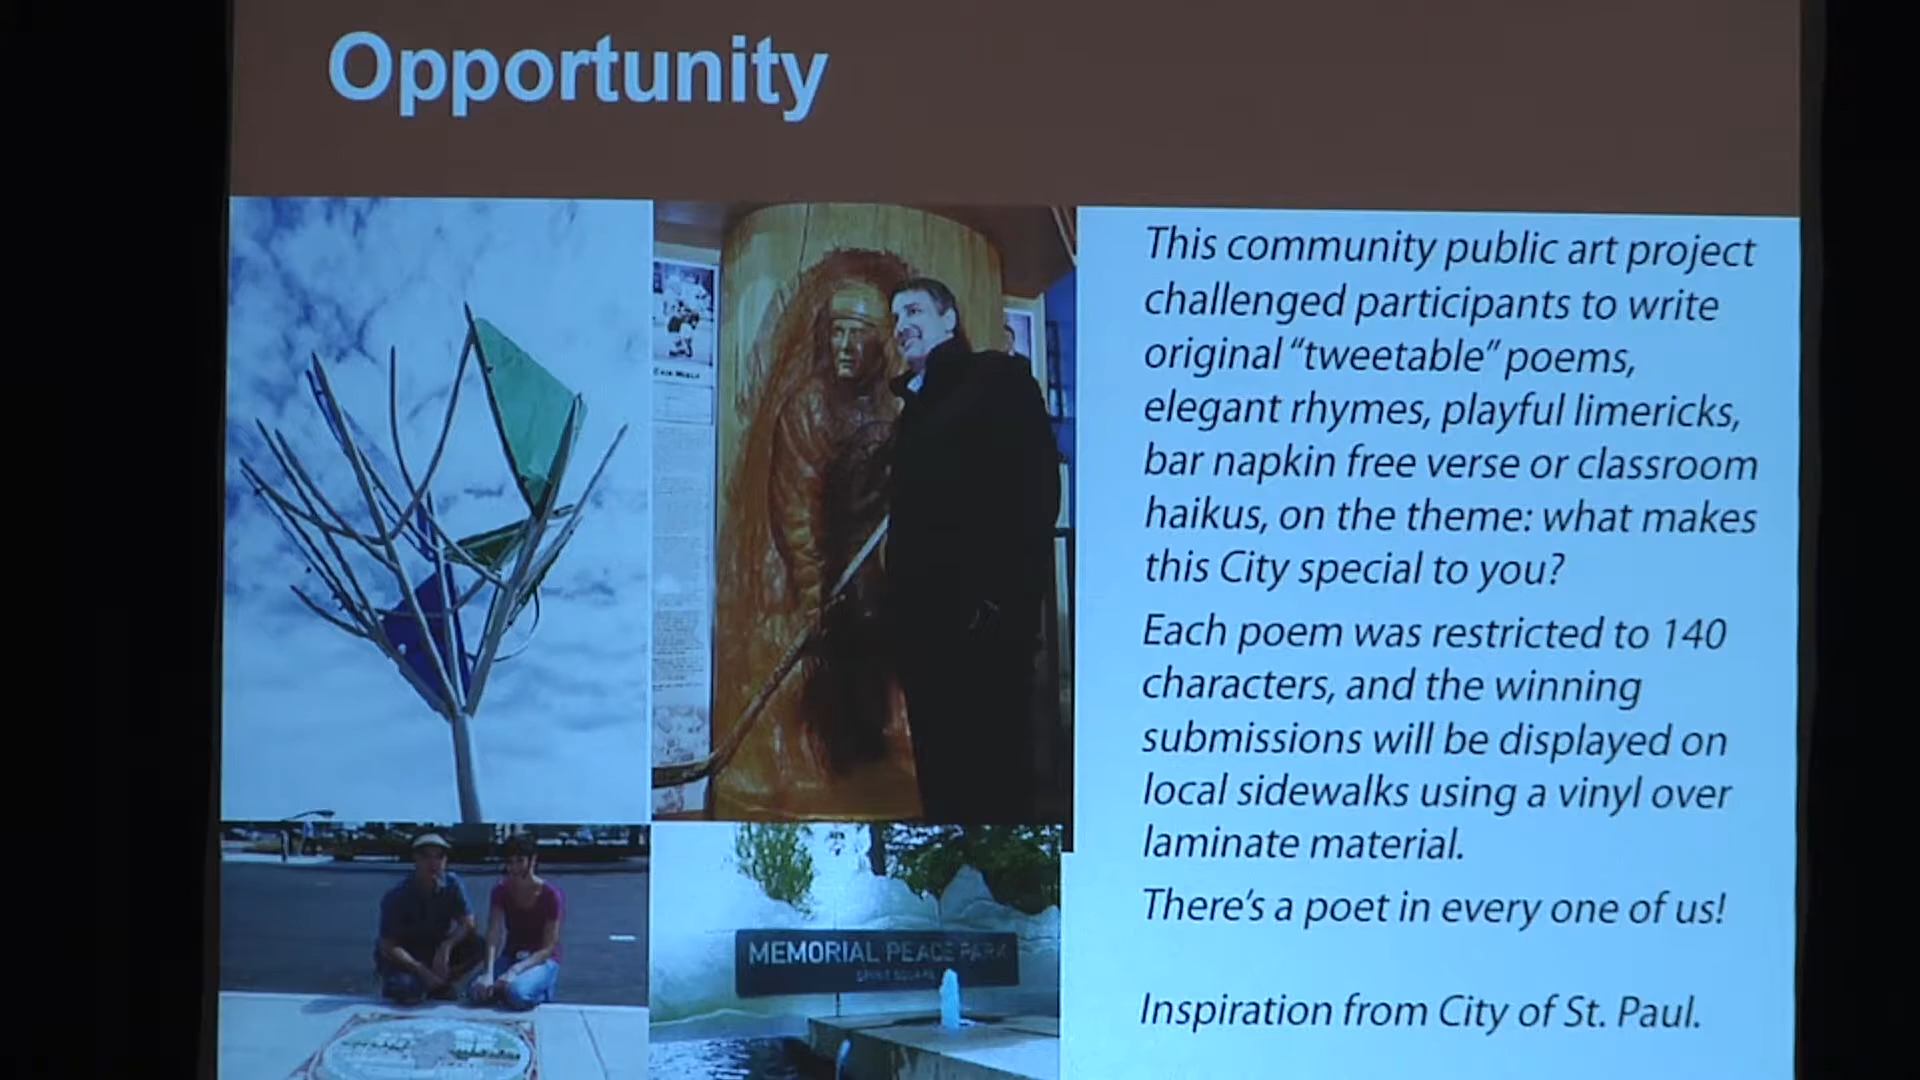 Opportunity
This community public art project
challenged participants to write
original “tweetable” poems,
elegant rhymes, playful limericks,
bar napkin free verse or classroom
haikus, on the theme: what makes
this City special to you?
Each poem was restricted to 140
characters, and the winning
submissions will be displayed on
local sidewalks using a vinyl over
laminate material.
There’s a poet in every one of us!
Inspiration from City of St. Paul.
MEMORIAL PEACE PARK
SPIRIT SQUARE